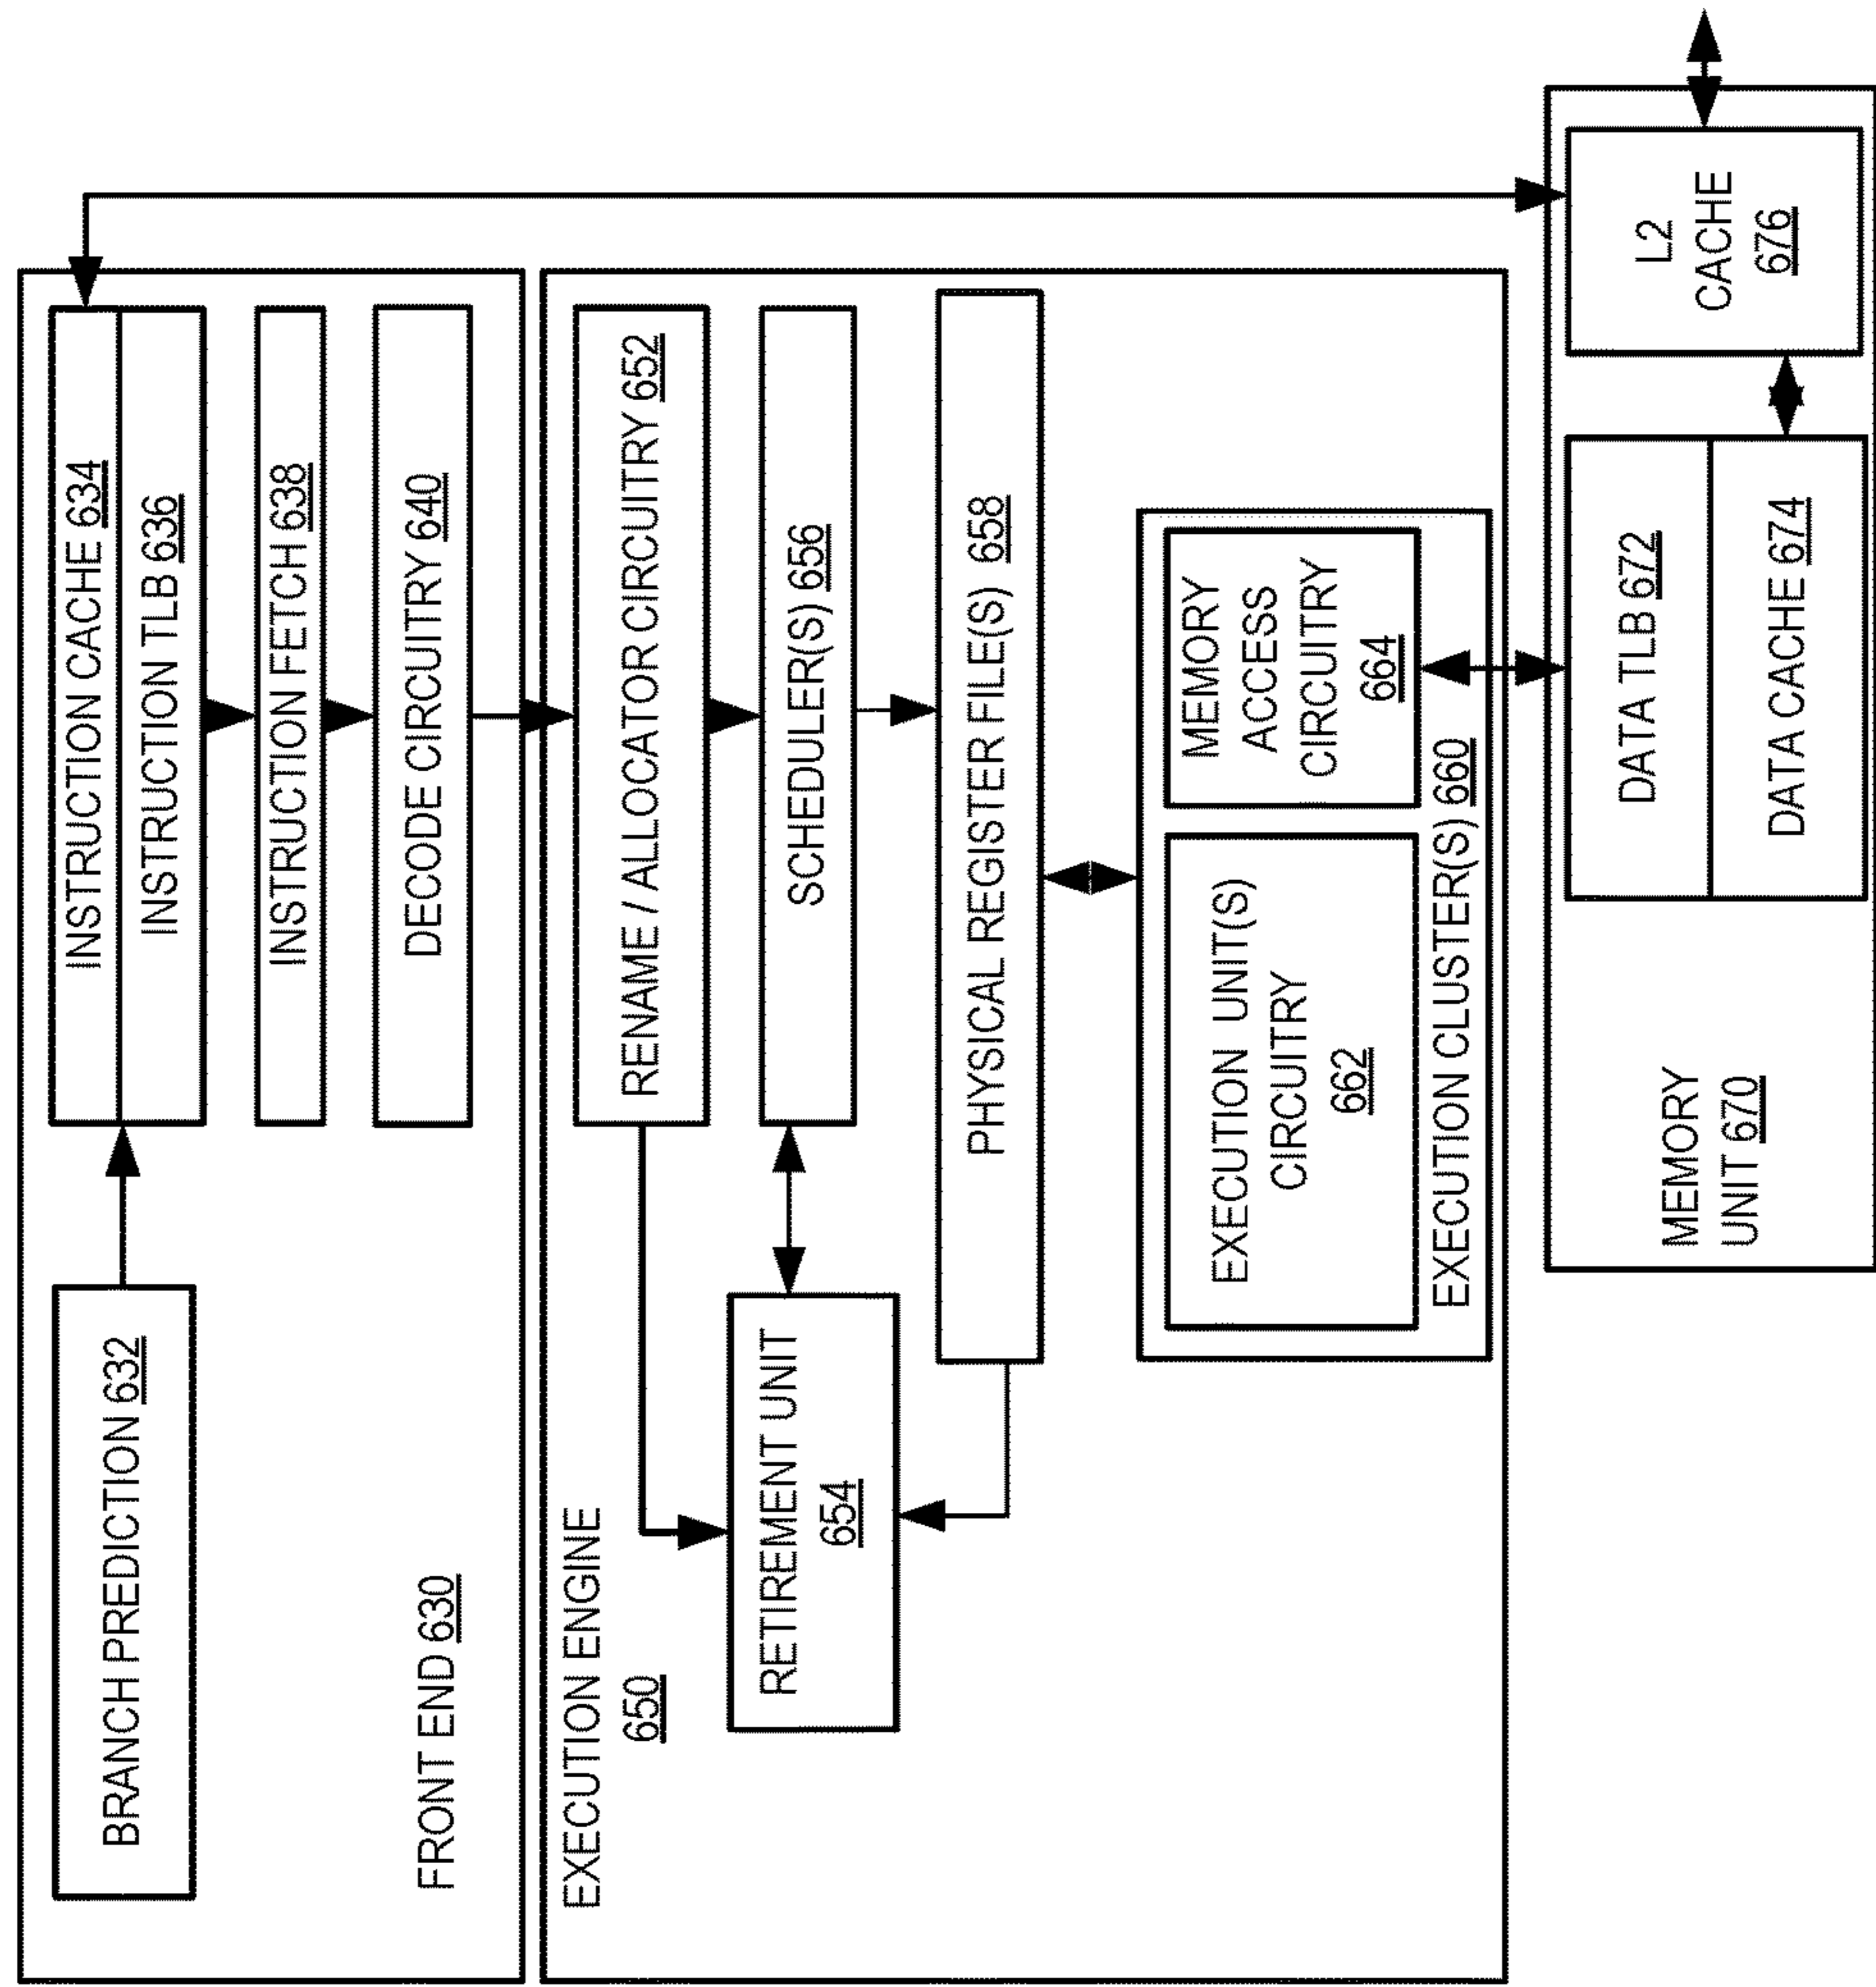 BRANCH PREDICTION 632
INSTRUCTION CACHE 634
INSTRUCTION TLB 636
INSTRUCTION FETCH 638
DECODE CIRCUITRY 640
FRONT END 630
EXECUTION ENGINE
650
RENAME / ALLOCATOR CIRCUITRY 652
RETIREMENT UNIT
654
SCHEDULER(S) 656
PHYSICAL REGISTER FILE(S) 658
EXECUTION UNIT(S)
CIRCUITRY
662
MEMORY
ACCESS
CIRCUITRY
664
EXECUTION CLUSTER(S) 660
MEMORY
UNIT 670
DATA TLB 672
DATA CACHE 674
L2
CACHE
676